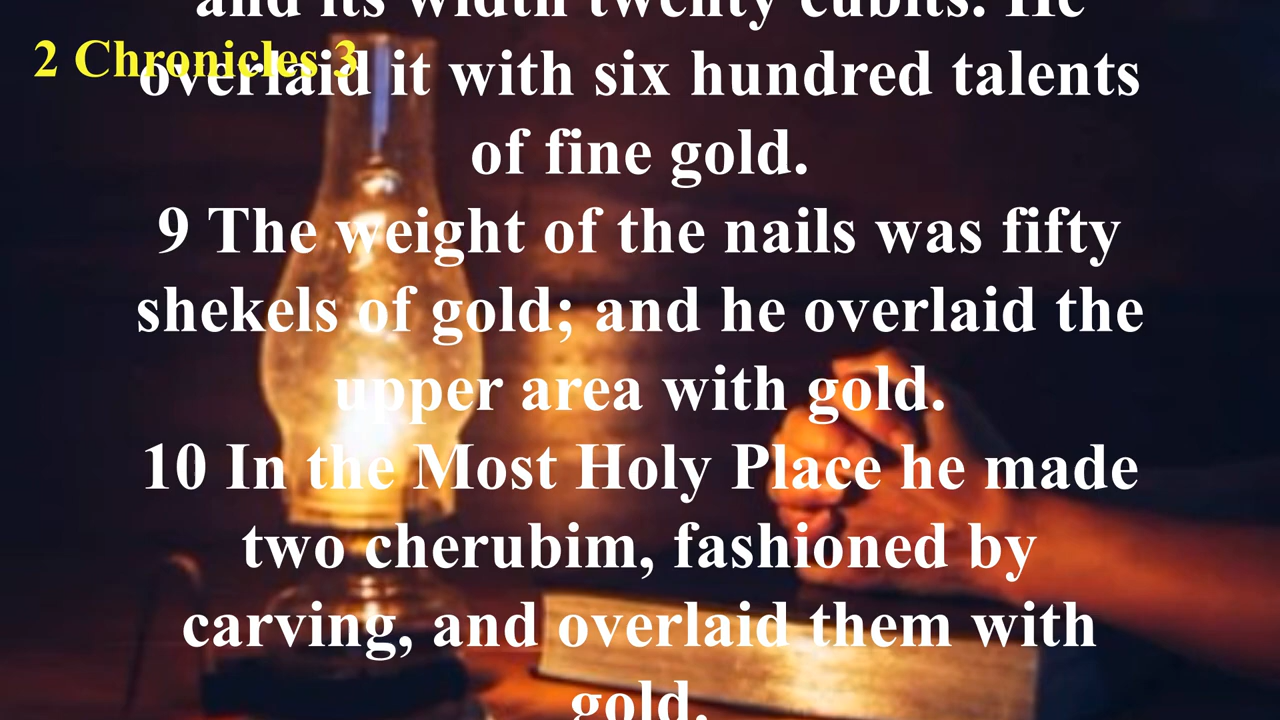 and its width twenty cubits. He
2 Chronicles 3
overlaid it with six hundred talents
of fine gold.
9 The weight of the nails was fifty
shekels of gold; and he overlaid the
upper area with gold.
10 In the Most Holy Place he made
two cherubim, fashioned by
carving, and overlaid them with
gold.